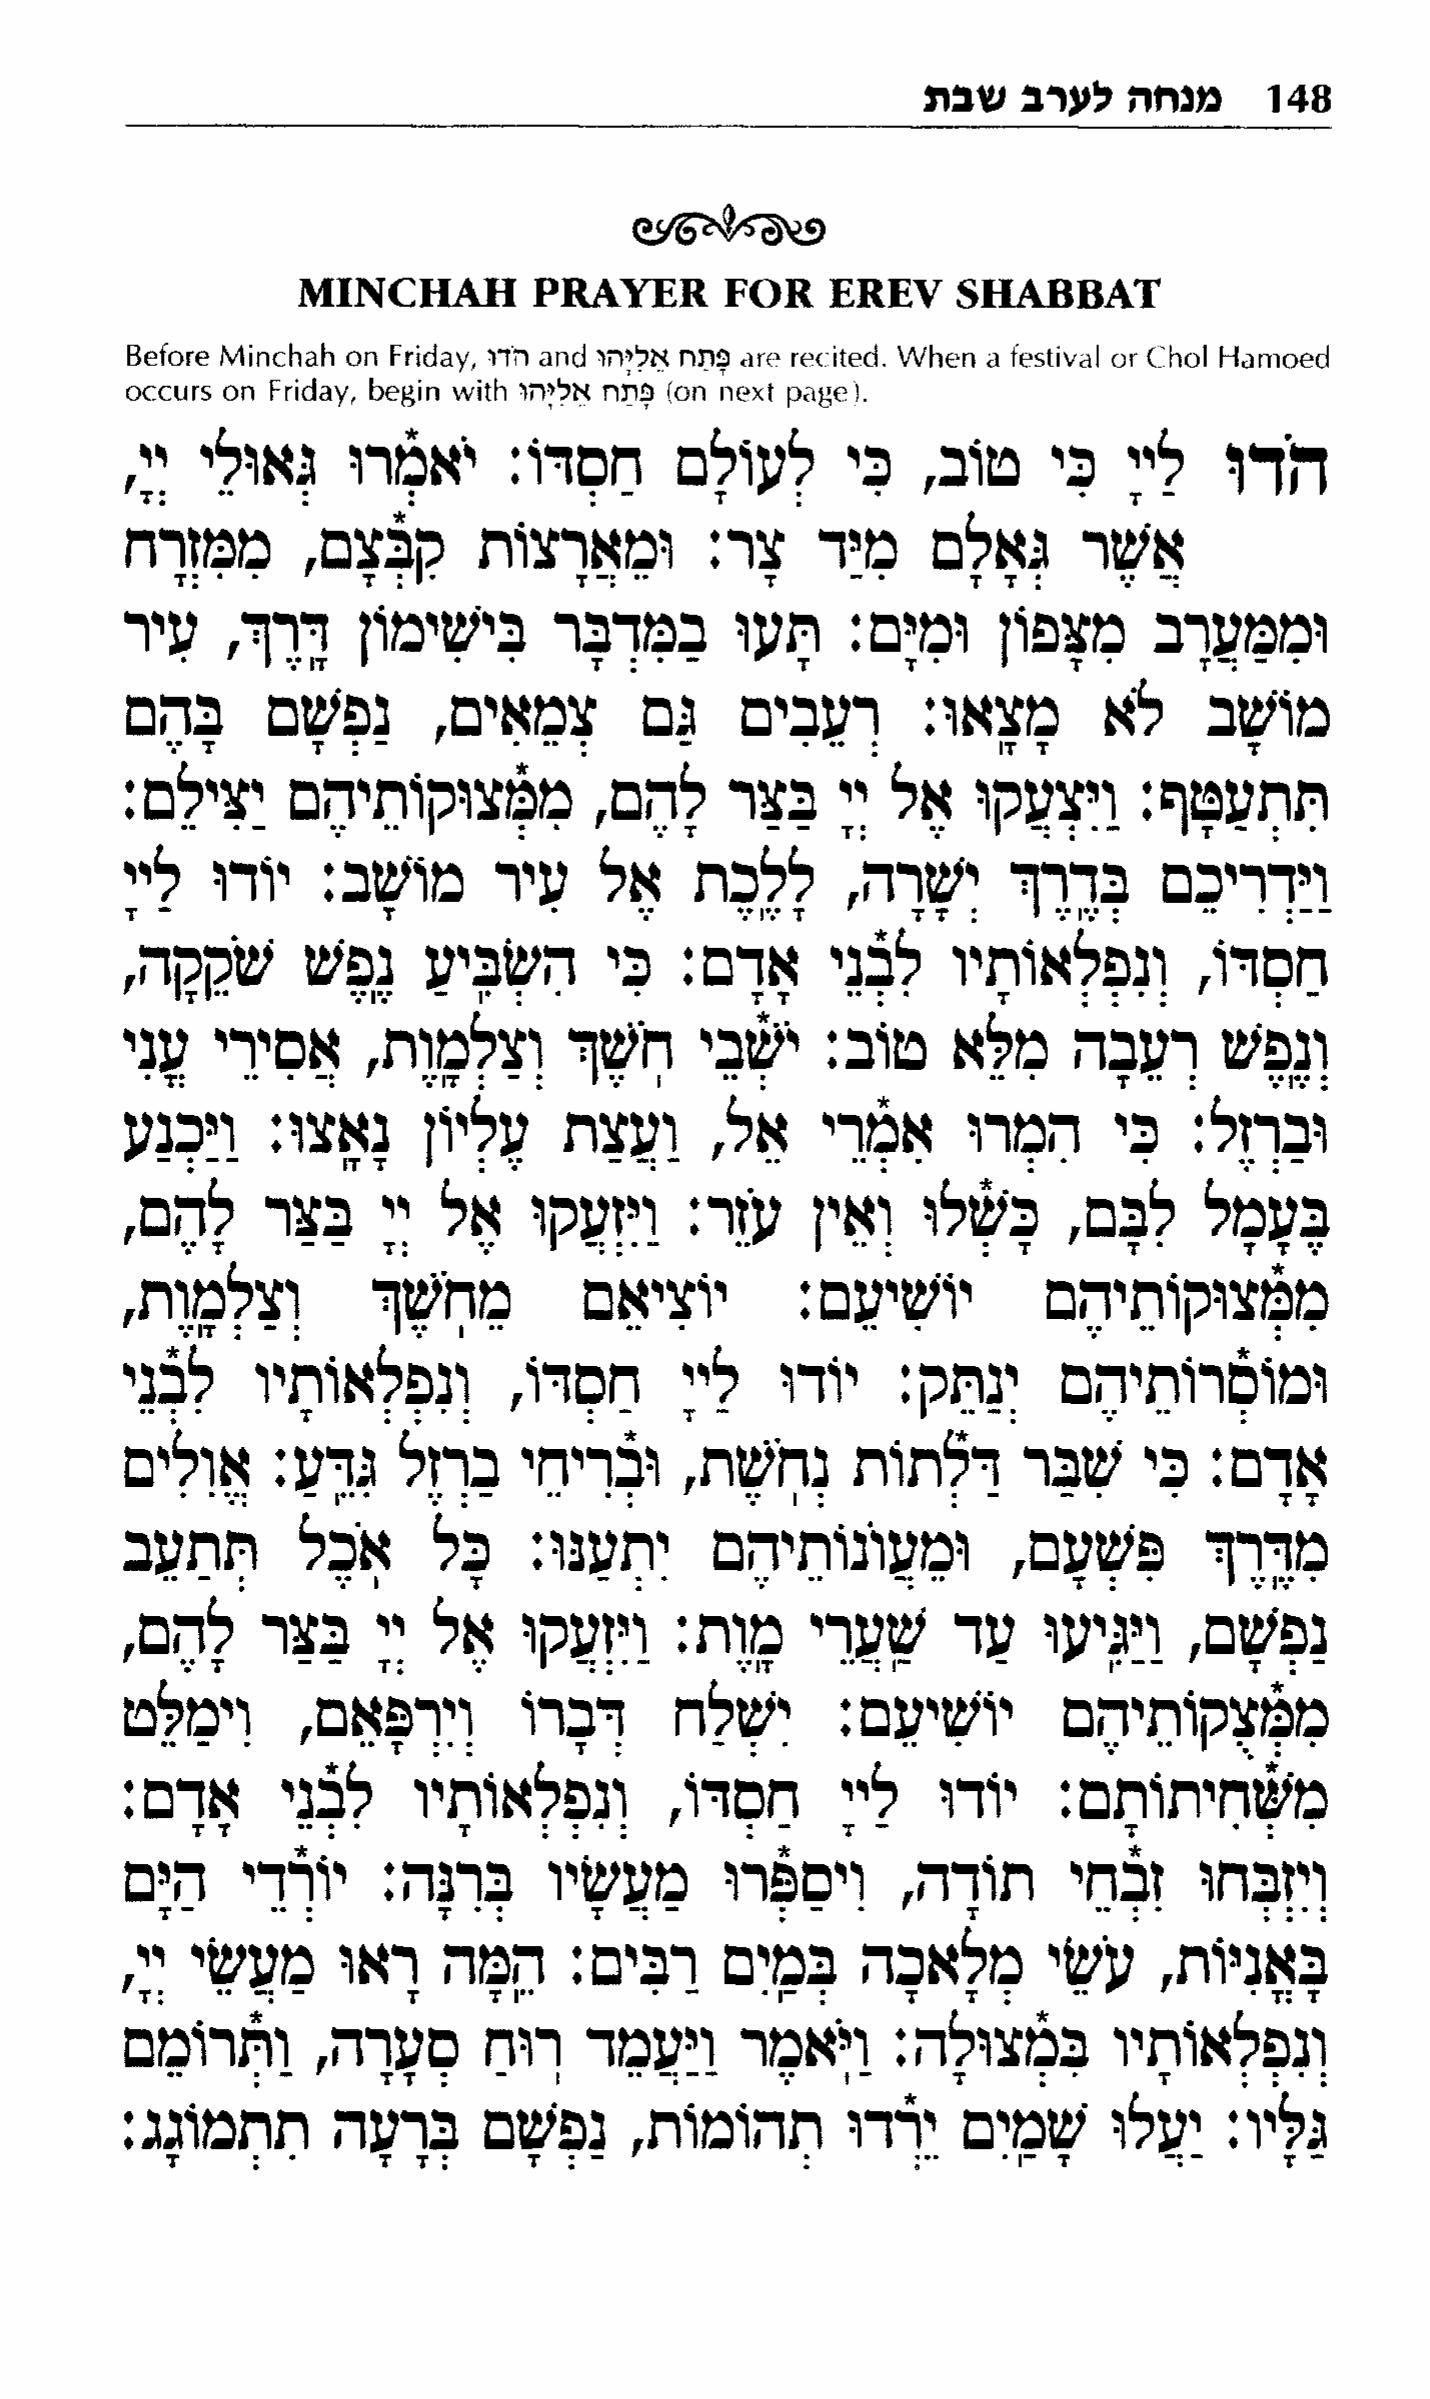 148 מנחה לערב שבת
MINCHAH PRAYER FOR EREV SHABBAT
Before Minchah on Friday, הֹדוּ and פָּתַח אֵלִיָּהוּ are recited. When a festival or Chol Hamoed
occurs on Friday, begin with פָּתַח אֵלִיָּהוּ (on next page).
הֹדוּ לַייָ כִּי טוֹב, כִּי לְעוֹלָם חַסְדּוֹ: יֹאמְ֯רוּ גְּאוּלֵי יְיָ,
אֲשֶׁר גְּאָלָם מִיַּד צָר: וּמֵאֲרָצוֹת קִבְּ֯צָם, מִמִּזְרָח
וּמִמַּעֲרָב מִצָּפוֹן וּמִיָּם: תָּעוּ בַמִּדְבָּר בִּישִׁימוֹן דָּרֶךְ, עִיר
מוֹשָׁב לֹא מָצָאוּ: רְעֵבִים גַּם צְמֵאִים, נַפְשָׁם בָּהֶם
תִּתְעַטָּף: וַיִּצְעֲקוּ אֶל יְיָ בַּצַּר לָהֶם, מִמְּ֯צוּקוֹתֵיהֶם יַצִּילֵם:
וַיַּדְרִיכֵם בְּדֶרֶךְ יְשָׁרָה, לָלֶכֶת אֶל עִיר מוֹשָׁב: יוֹדוּ לַייָ
חַסְדּוֹ, וְנִפְלְאוֹתָיו לִבְ֯נֵי אָדָם: כִּי הִשְׂבִּיעַ נֶפֶשׁ שֹׁקֵקָה,
וְנֶפֶשׁ רְעֵבָה מִלֵּא טוֹב: יֹשְׁ֯בֵי חֹשֶׁךְ וְצַלְמָוֶת, אֲסִירֵי עֳנִי
וּבַרְזֶל: כִּי הִמְרוּ אִמְ֯רֵי אֵל, וַעֲצַת עֶלְיוֹן נָאָצוּ: וַיַּכְנַע
בֶּעָמָל לִבָּם, כָּשְׁ֯לוּ וְאֵין עֹזֵר: וַיִּזְעֲקוּ אֶל יְיָ בַּצַּר לָהֶם,
מִמְּ֯צוּקוֹתֵיהֶם יוֹשִׁיעֵם: יוֹצִיאֵם מֵחֹשֶׁךְ וְצַלְמָוֶת,
וּמוֹסְ֯רוֹתֵיהֶם יְנַתֵּק: יוֹדוּ לַייָ חַסְדּוֹ, וְנִפְלְאוֹתָיו לִבְ֯נֵי
אָדָם: כִּי שִׁבַּר דַּלְ֯תוֹת נְחֹשֶׁת, וּבְ֯רִיחֵי בַרְזֶל גִּדֵּעַ: אֱוִלִים
מִדֶּרֶךְ פִּשְׁעָם, וּמֵעֲוֹנוֹתֵיהֶם יִתְעַנּוּ: כָּל אֹכֶל תְּתַעֵב
נַפְשָׁם, וַיַּגִּיעוּ עַד שַׁעֲרֵי מָוֶת: וַיִּזְעֲקוּ אֶל יְיָ בַּצַּר לָהֶם,
מִמְּ֯צֻקוֹתֵיהֶם יוֹשִׁיעֵם: יִשְׁלַח דְּבָרוֹ וְיִרְפָּאֵם, וִימַלֵּט
מִשְּׁ֯חִיתוֹתָם: יוֹדוּ לַייָ חַסְדּוֹ, וְנִפְלְאוֹתָיו לִבְ֯נֵי אָדָם:
וְיִזְבְּחוּ זִבְ֯חֵי תוֹדָה, וִיסַפְּ֯רוּ מַעֲשָׂיו בְּרִנָּה: יוֹרְ֯דֵי הַיָּם
בָּאֳנִיּוֹת, עֹשֵׂי מְלָאכָה בְּמַיִם רַבִּים: הֵמָּה רָאוּ מַעֲשֵׂי יְיָ,
וְנִפְלְאוֹתָיו בִּמְ֯צוּלָה: וַיֹּאמֶר וַיַּעֲמֵד רוּחַ סְעָרָה, וַתְּ֯רוֹמֵם
גַּלָּיו: יַעֲלוּ שָׁמַיִם יֵרְ֯דוּ תְהוֹמוֹת, נַפְשָׁם בְּרָעָה תִתְמוֹגָג: